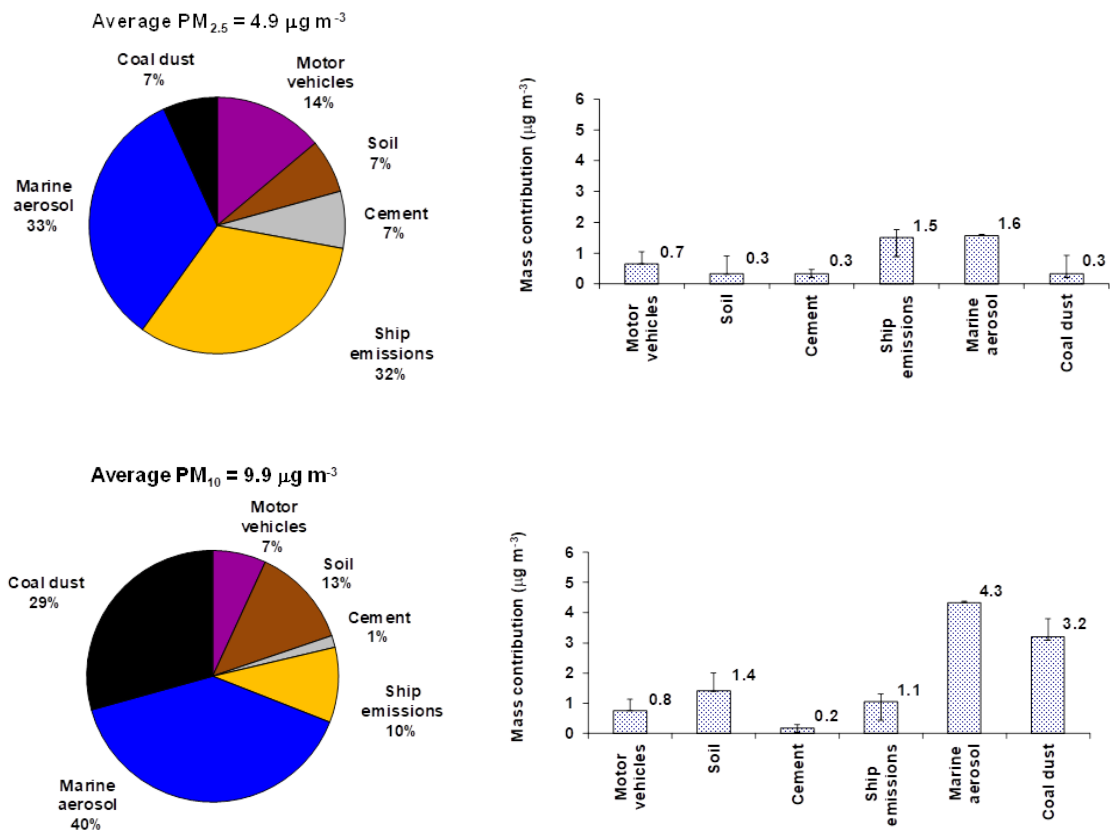 Average PM2.5 = 4.9 µg m-3
Coal dust
7%
Motor
vehicles
14%
Soil
7%
Cement
7%
Ship
emissions
32%
Marine
aerosol
33%
Mass contribution (µg m-3)
6
5
4
3
2
1
0
0.7
0.3
0.3
1.5
1.6
0.3
Motor
vehicles
Soil
Cement
Ship
emissions
Marine
aerosol
Coal dust
Average PM10 = 9.9 µg m-3
Motor
vehicles
7%
Soil
13%
Cement
1%
Ship
emissions
10%
Marine
aerosol
40%
Coal dust
29%
Mass contribution (µg m-3)
6
5
4
3
2
1
0
0.8
1.4
0.2
1.1
4.3
3.2
Motor
vehicles
Soil
Cement
Ship
emissions
Marine
aerosol
Coal dust